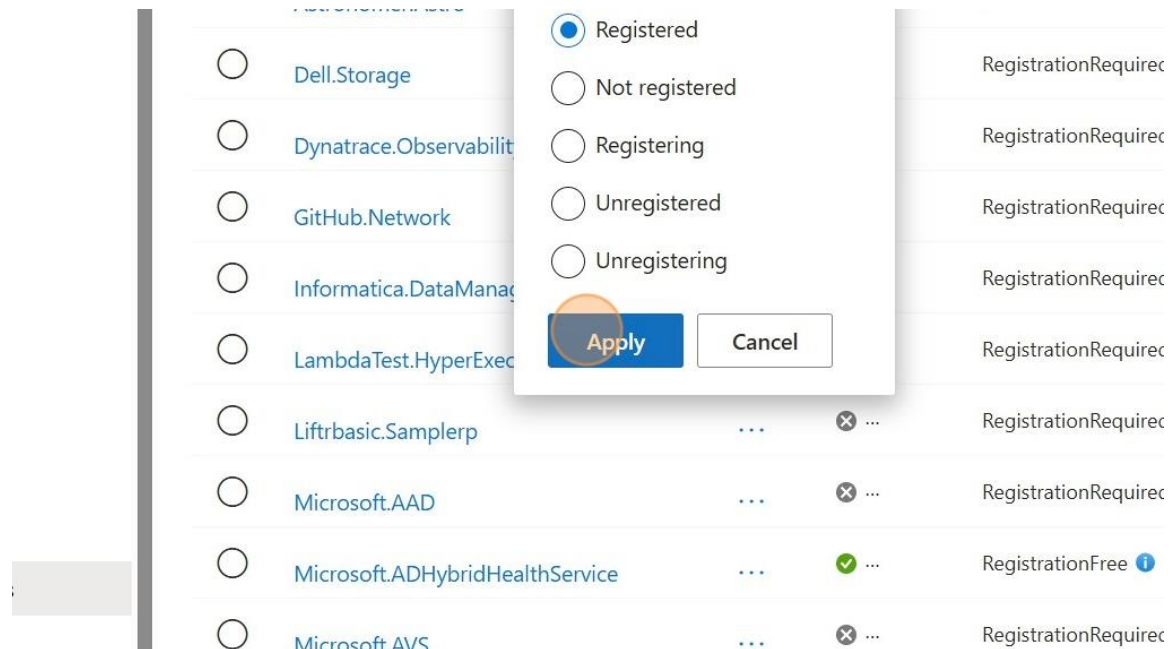 Registered
Dell.Storage RegistrationRequired
Not registered
Dynatrace.Observability Registering RegistrationRequired
GitHub.Network Unregistered RegistrationRequired
Unregistering
Informatica.DataManag RegistrationRequired
Apply Cancel
LambdaTest.HyperExec RegistrationRequired
Liftrbasic.Samplerp ... ... RegistrationRequired
Microsoft.AAD ... ... RegistrationRequired
Microsoft.ADHybridHealthService ... ... RegistrationFree
Microsoft.AVS ... ... RegistrationRequired